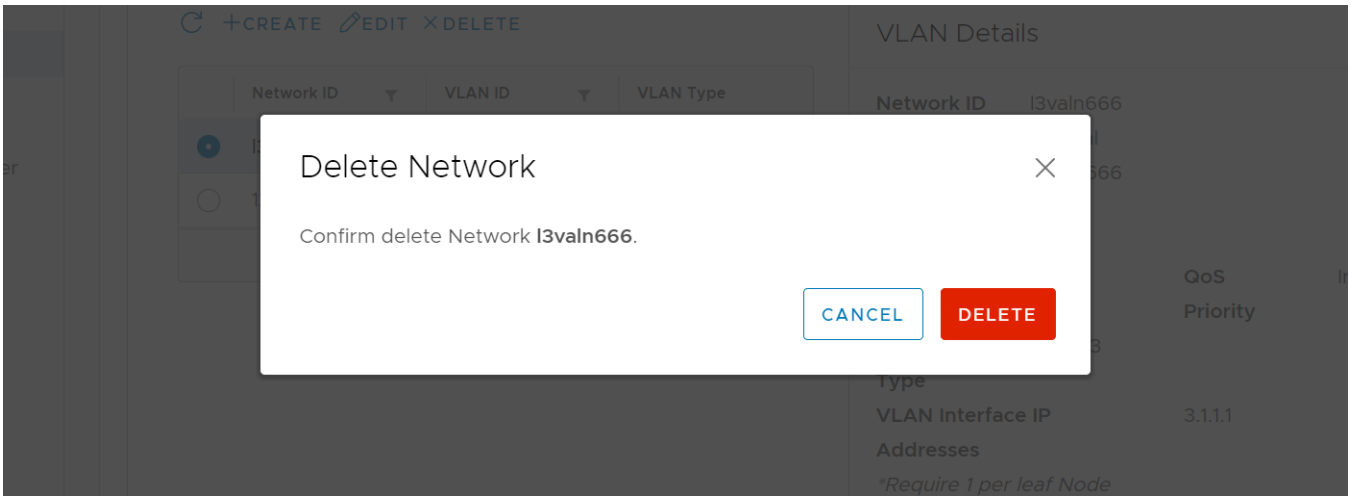 +CREATE EDIT ×DELETE
VLAN Details
Network ID VLAN ID VLAN Type
Network ID l3valn666
Delete Network
666
Confirm delete Network l3valn666.
QoS
Priority
CANCEL DELETE
3
Type
VLAN Interface IP 3.1.1.1
Addresses
*Require 1 per leaf Node